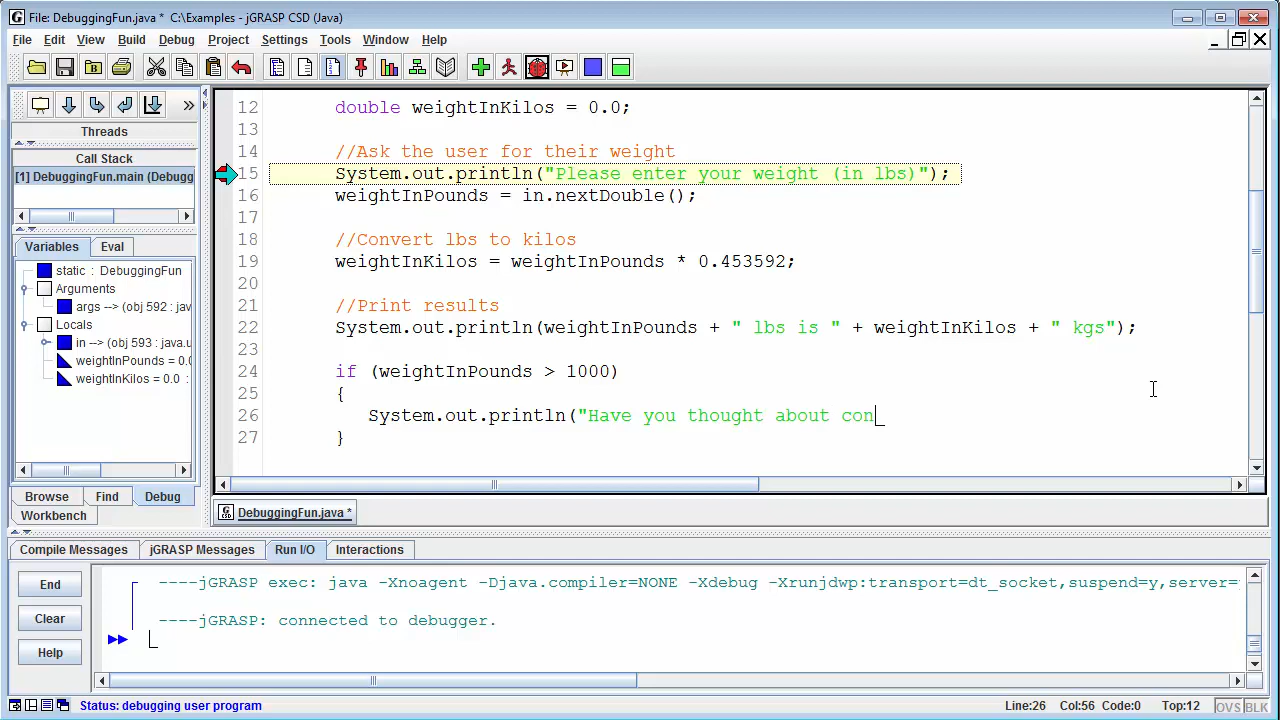 File: DebuggingFun.java * C:\Examples - jGRASP CSD (Java)
File Edit View Build Debug Project Settings Tools Window Help
Threads
Call Stack
[1] DebuggingFun.main (Debugg
Variables Eval
static : DebuggingFun
Arguments
args --> (obj 592 : jav
Locals
in --> (obj 593 : java.u
weightInPounds = 0.0
weightInKilos = 0.0 :
Browse Find Debug
Workbench
12 double weightInKilos = 0.0;
13
14 //Ask the user for their weight
15 System.out.println("Please enter your weight (in lbs)");
16 weightInPounds = in.nextDouble();
17
18 //Convert lbs to kilos
19 weightInKilos = weightInPounds * 0.453592;
20
21 //Print results
22 System.out.println(weightInPounds + " lbs is " + weightInKilos + " kgs");
23
24 if (weightInPounds > 1000)
25 {
26 System.out.println("Have you thought about con
27 }
DebuggingFun.java *
Compile Messages jGRASP Messages Run I/O Interactions
End
Clear
Help
----jGRASP exec: java -Xnoagent -Djava.compiler=NONE -Xdebug -Xrunjdwp:transport=dt_socket,suspend=y,server=
----jGRASP: connected to debugger.
Status: debugging user program Line:26 Col:56 Code:0 Top:12 OVS BLK